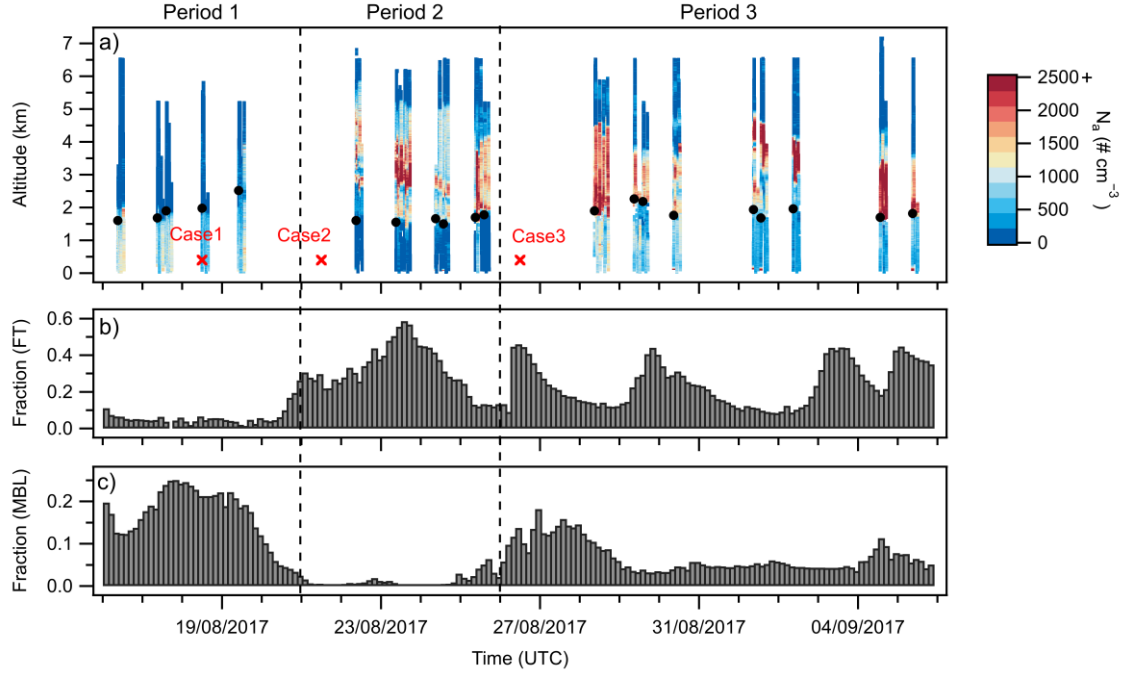 Period 1 Period 2 Period 3
a)
7
6
5
4
3
2
1
0
Altitude (km)
Case1 Case2 Case3
2500+
2000
1500
1000
500
0
Nₐ (# cm⁻³)
b)
0.6
0.4
0.2
0.0
Fraction (FT)
c)
0.2
0.1
0.0
Fraction (MBL)
19/08/2017 23/08/2017 27/08/2017 31/08/2017 04/09/2017
Time (UTC)